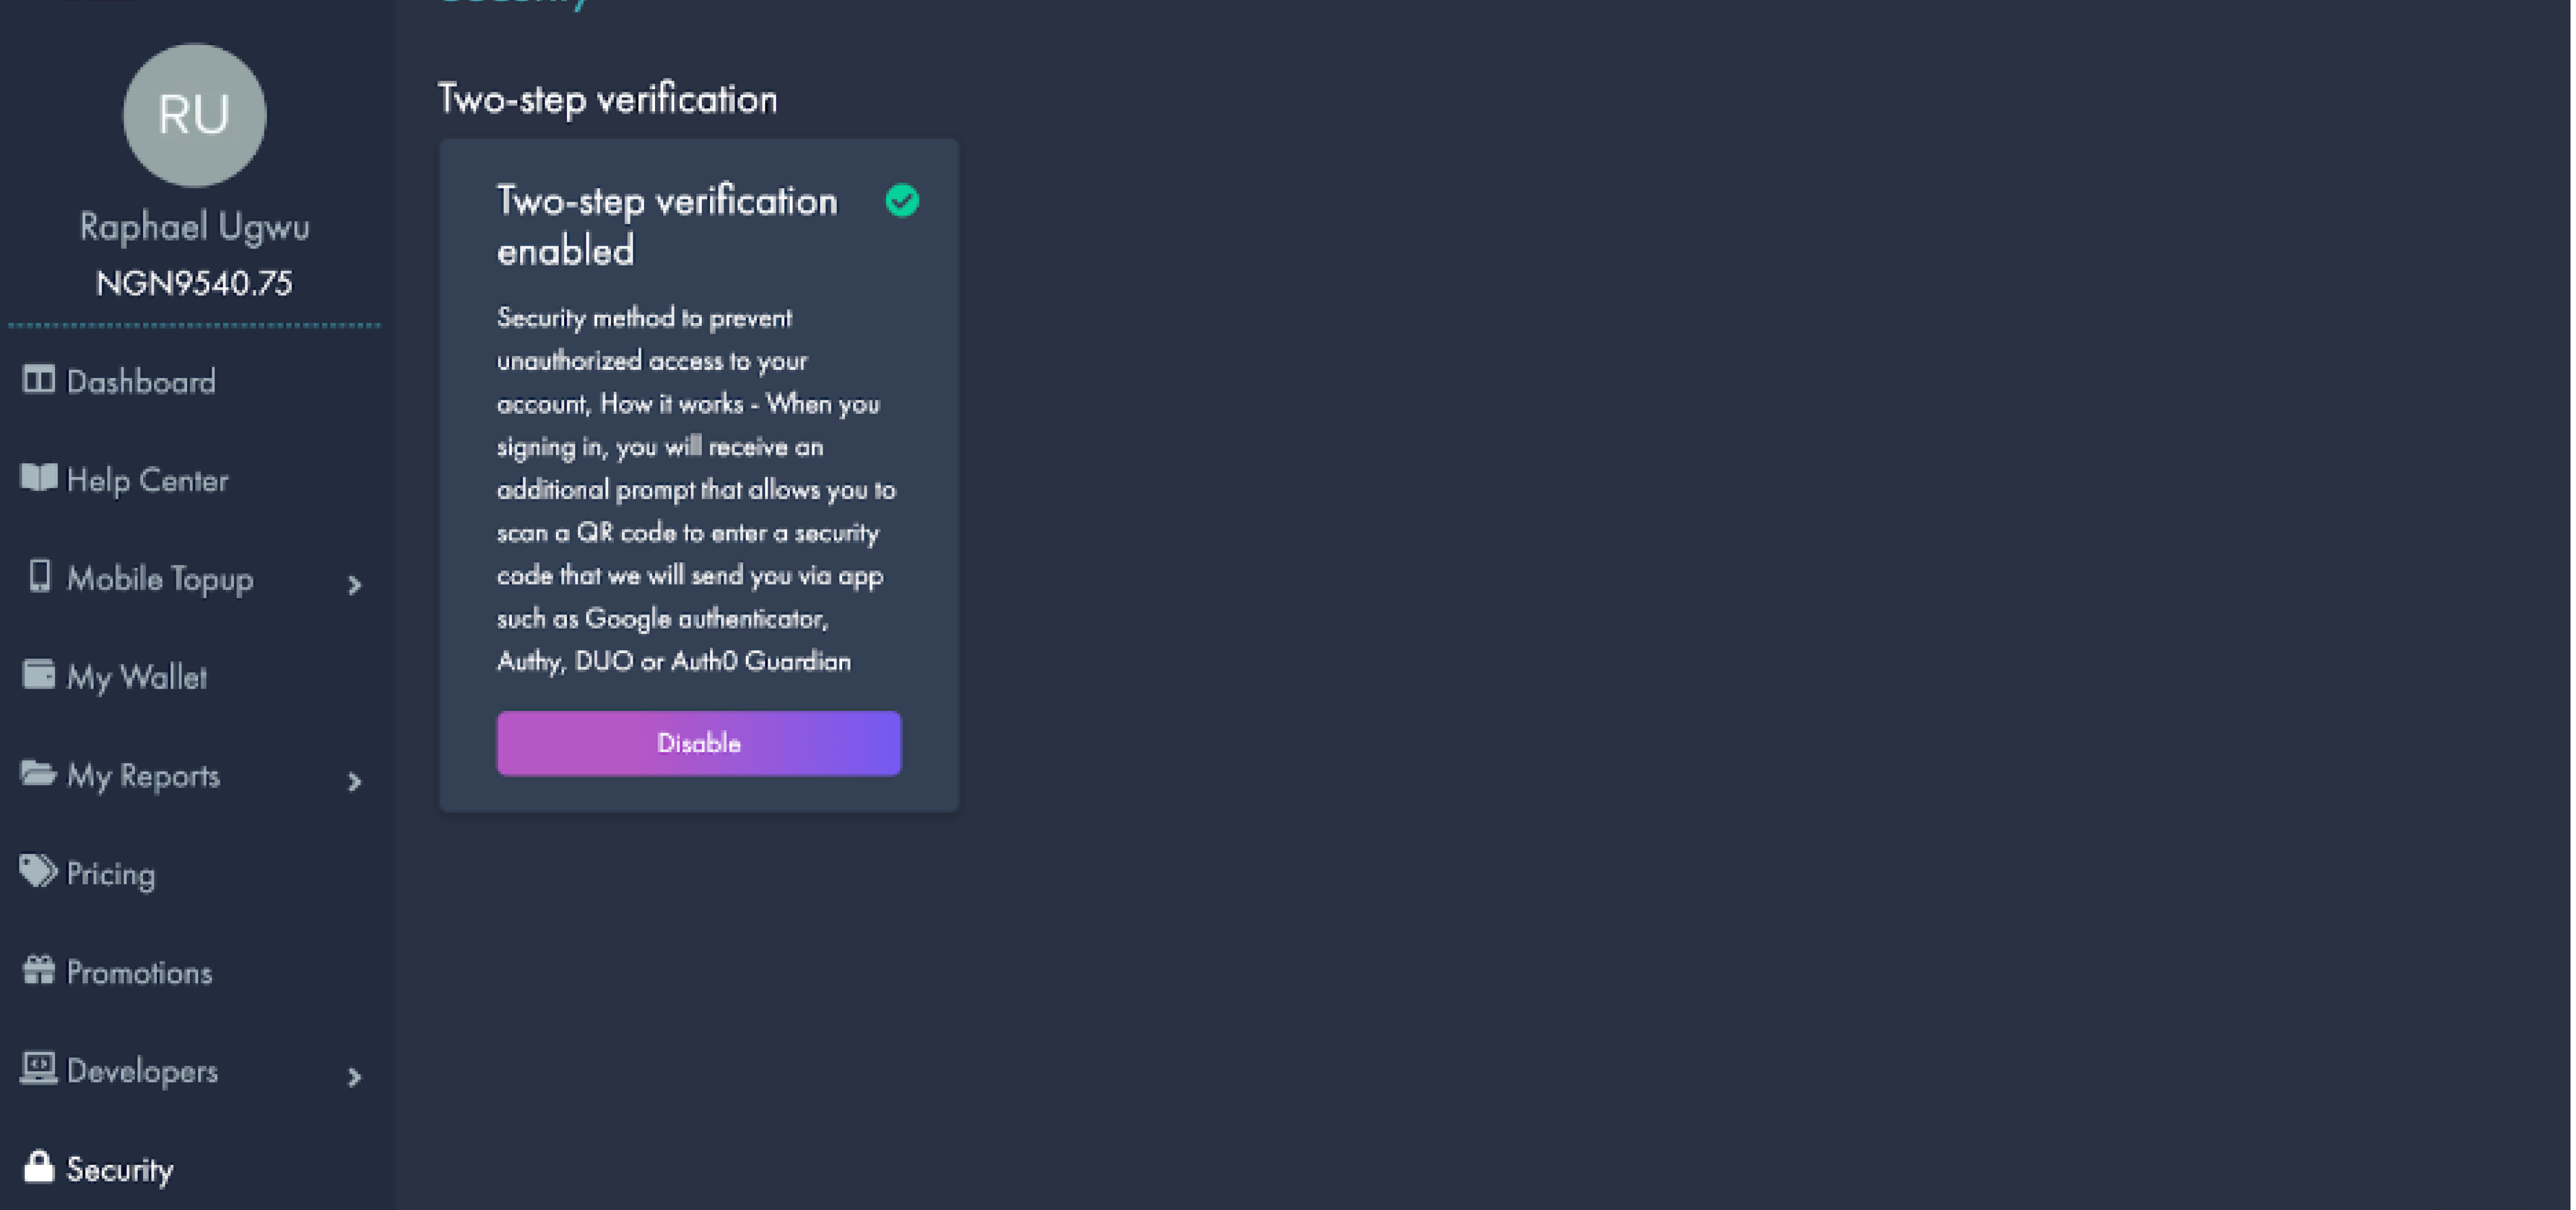 RU
Raphael Ugwu
NGN9540.75
Dashboard
Help Center
Mobile Topup
My Wallet
My Reports
Pricing
Promotions
Developers
Security
Two-step verification
Two-step verification
enabled
Security method to prevent
unauthorized access to your
account, How it works - When you
signing in, you will receive an
additional prompt that allows you to
scan a QR code to enter a security
code that we will send you via app
such as Google authenticator,
Authy, DUO or Auth0 Guardian
Disable